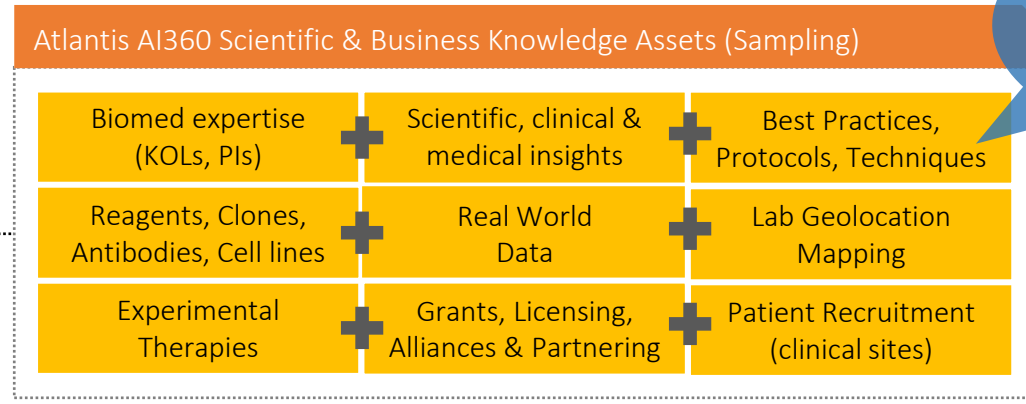 Atlantis AI360 Scientific & Business Knowledge Assets (Sampling)
Biomed expertise
(KOLs, PIs)
Scientific, clinical &
medical insights
Best Practices,
Protocols, Techniques
Reagents, Clones,
Antibodies, Cell lines
Real World
Data
Lab Geolocation
Mapping
Experimental
Therapies
Grants, Licensing,
Alliances & Partnering
Patient Recruitment
(clinical sites)